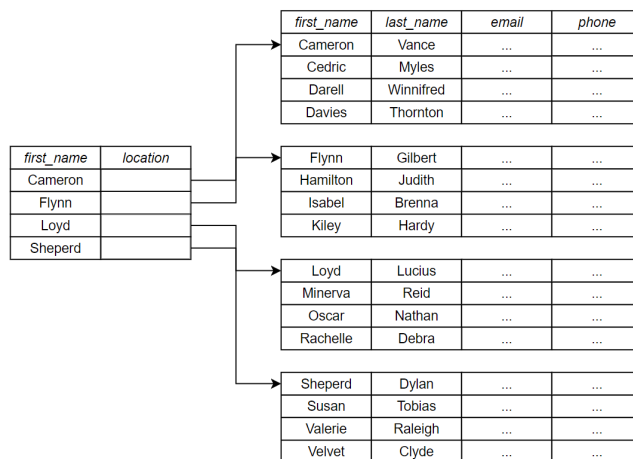 first_name last_name email phone
Cameron Vance ... ...
Cedric Myles ... ...
Darell Winnifred ... ...
Davies Thornton ... ...
first_name location
Cameron
Flynn
Loyd
Sheperd
Flynn Gilbert ... ...
Hamilton Judith ... ...
Isabel Brenna ... ...
Kiley Hardy ... ...
Loyd Lucius ... ...
Minerva Reid ... ...
Oscar Nathan ... ...
Rachelle Debra ... ...
Sheperd Dylan ... ...
Susan Tobias ... ...
Valerie Raleigh ... ...
Velvet Clyde ... ...